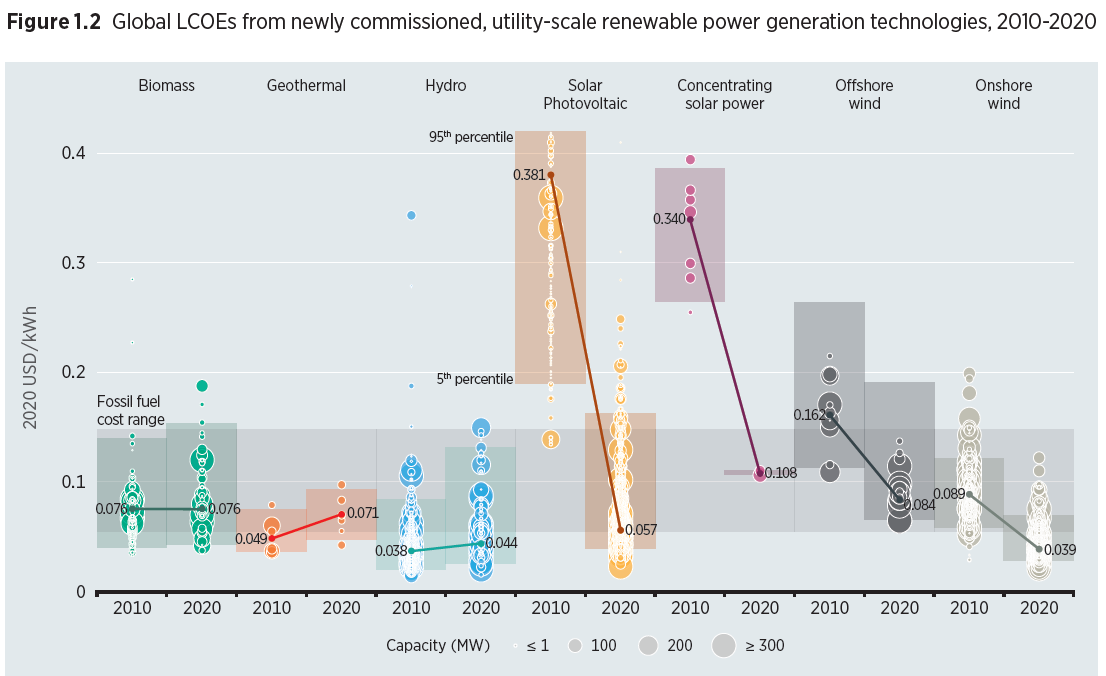 Figure 1.2 Global LCOEs from newly commissioned, utility-scale renewable power generation technologies, 2010-2020
Biomass
Geothermal
Hydro
Solar
Photovoltaic
Concentrating
solar power
Offshore
wind
Onshore
wind
2020 USD/kWh
0.4
0.3
0.2
0.1
0
95th percentile
5th percentile
Fossil fuel
cost range
0.076
0.076
0.049
0.071
0.038
0.044
0.381
0.057
0.340
0.108
0.162
0.084
0.089
0.039
2010 2020 2010 2020 2010 2020 2010 2020 2010 2020 2010 2020 2010 2020
Capacity (MW) ≤ 1 100 200 ≥ 300